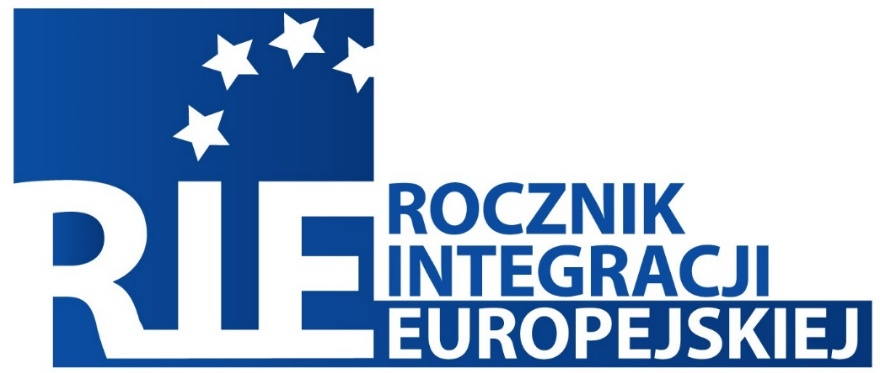 RIE
ROCZNIK
INTEGRACJI
EUROPEJSKIEJ